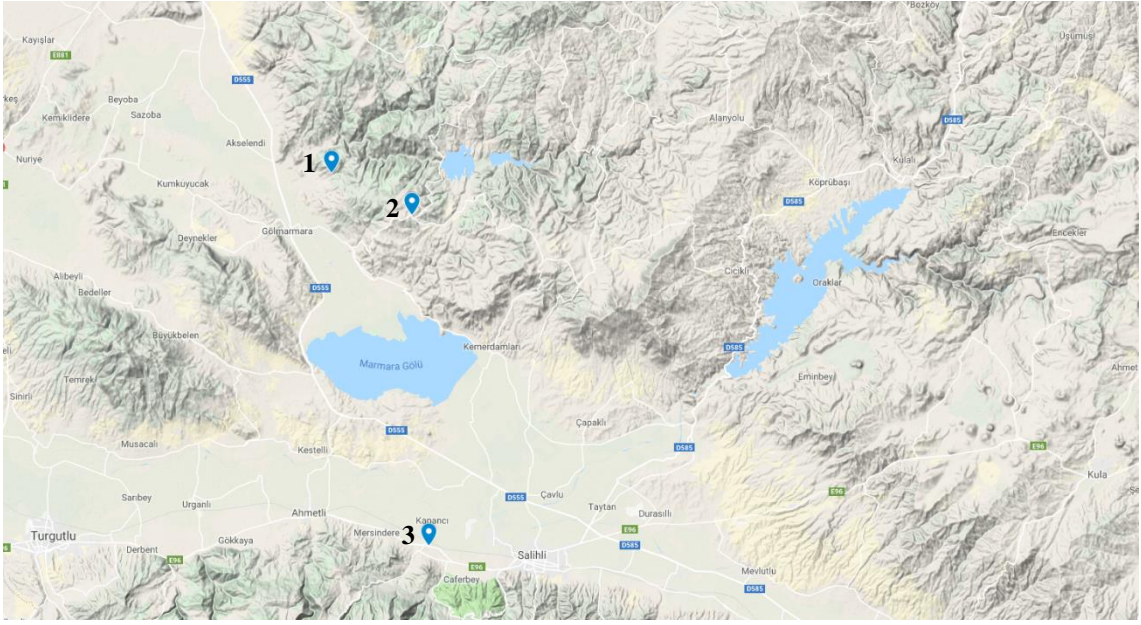 Bozköy
Kayışlar
Üşümüş
E881
D555
Beyoba
Kemiklidere
Sazoba
Alanyolu
D585
Akselendi
1
Nuriye
Kulalı
Kumkuyucak
2
Köprübaşı
D585
Gölmarmara
Deynekler
Encekler
Alibeyli
Cicikli
Bedeller
D555
Oraklar
Büyükbelen
Kemerdamları
D585
Marmara Gölü
Ahmet
Temrek
Eminbey
Sinirli
Çapaklı
D555
Musacalı
Kestelli
D585
E96
Kula
Sarıbey
Urganlı
D555
Çavlu
E96
Ahmetli
Taytan
Durasıllı
Turgutlu
Mersindere
Kapancı
E96
3
Gökkaya
D585
Derbent
E96
Salihli
E96
Mevlutlu
Caferbey
D585